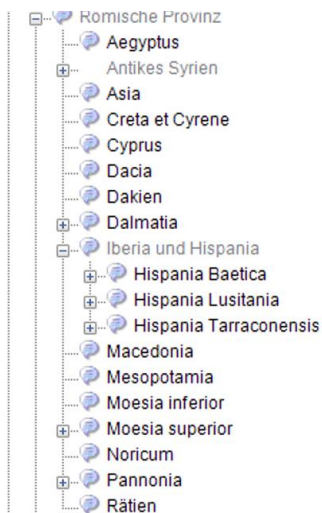 Römische Provinz
Aegyptus
Antikes Syrien
Asia
Creta et Cyrene
Cyprus
Dacia
Dakien
Dalmatia
Iberia und Hispania
Hispania Baetica
Hispania Lusitania
Hispania Tarraconensis
Macedonia
Mesopotamia
Moesia inferior
Moesia superior
Noricum
Pannonia
Rätien